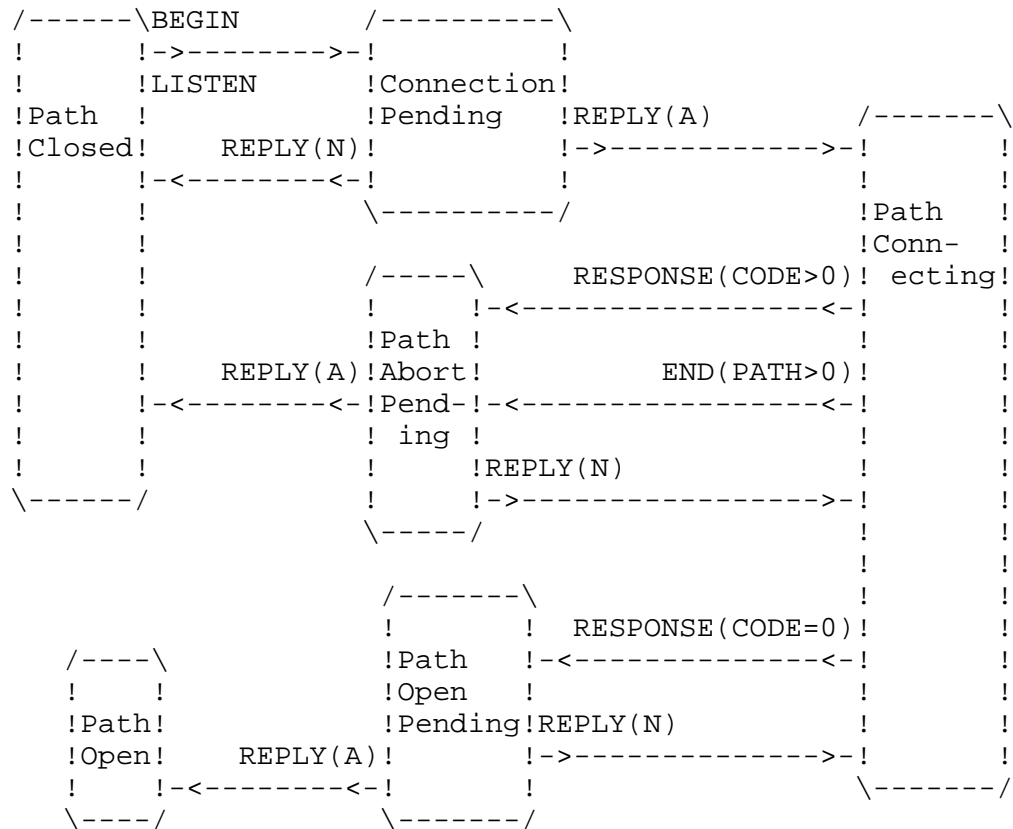 /------\BEGIN        /----------\
!      !->-------->-!          !
!      !LISTEN       !Connection!
!Path  !             !Pending   !REPLY(A)         /-------\
!Closed!    REPLY(N)!          !->------------>-!       !
!      !-<--------<-!          !                 !       !
!      !             \----------/                 !Path   !
!      !                                          !Conn-  !
!      !             /-----\     RESPONSE(CODE>0)! ecting!
!      !             !     !-<----------------<-!       !
!      !             !Path !                     !       !
!      !    REPLY(A)!Abort!          END(PATH>0)!       !
!      !-<--------<-!Pend-!-<----------------<-!       !
!      !             ! ing !                     !       !
!      !             !     !REPLY(N)             !       !
\------/             !     !->---------------->-!       !
                     \-----/                     !       !
                                                 !       !
                     /-------\                   !       !
                     !       !  RESPONSE(CODE=0)!       !
   /----\            !Path   !-<--------------<-!       !
   !    !            !Open   !                   !       !
   !Path!            !Pending!REPLY(N)           !       !
   !Open!    REPLY(A)!       !->-------------->-!       !
   !    !-<--------<-!       !                   \-------/
   \----/            \-------/